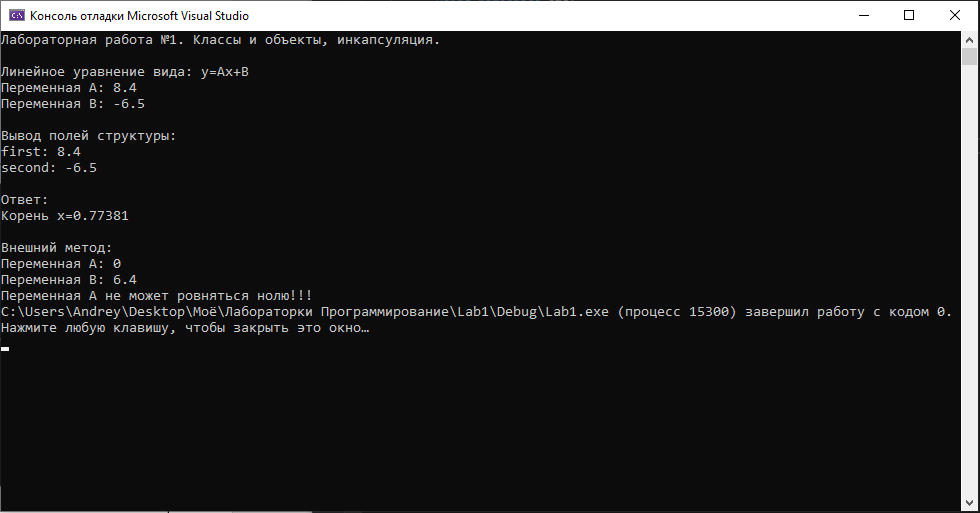 Консоль отладки Microsoft Visual Studio
Лабораторная работа №1. Классы и объекты, инкапсуляция.
Линейное уравнение вида: y=Ax+B
Переменная A: 8.4
Переменная B: -6.5
Вывод полей структуры:
first: 8.4
second: -6.5
Ответ:
Корень x=0.77381
Внешний метод:
Переменная A: 0
Переменная B: 6.4
Переменная А не может ровняться нолю!!!
C:\Users\Andrey\Desktop\Моё\Лабораторки Программирование\Lab1\Debug\Lab1.exe (процесс 15300) завершил работу с кодом 0.
Нажмите любую клавишу, чтобы закрыть это окно…